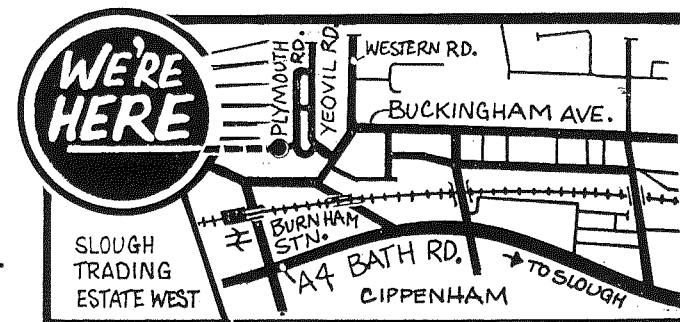 WE'RE
HERE
PLYMOUTH
RD.
YEOVIL RD.
WESTERN RD.
BUCKINGHAM AVE.
BURNHAM
STN.
SLOUGH
TRADING
ESTATE WEST
A4 BATH RD.
CIPPENHAM
TO SLOUGH